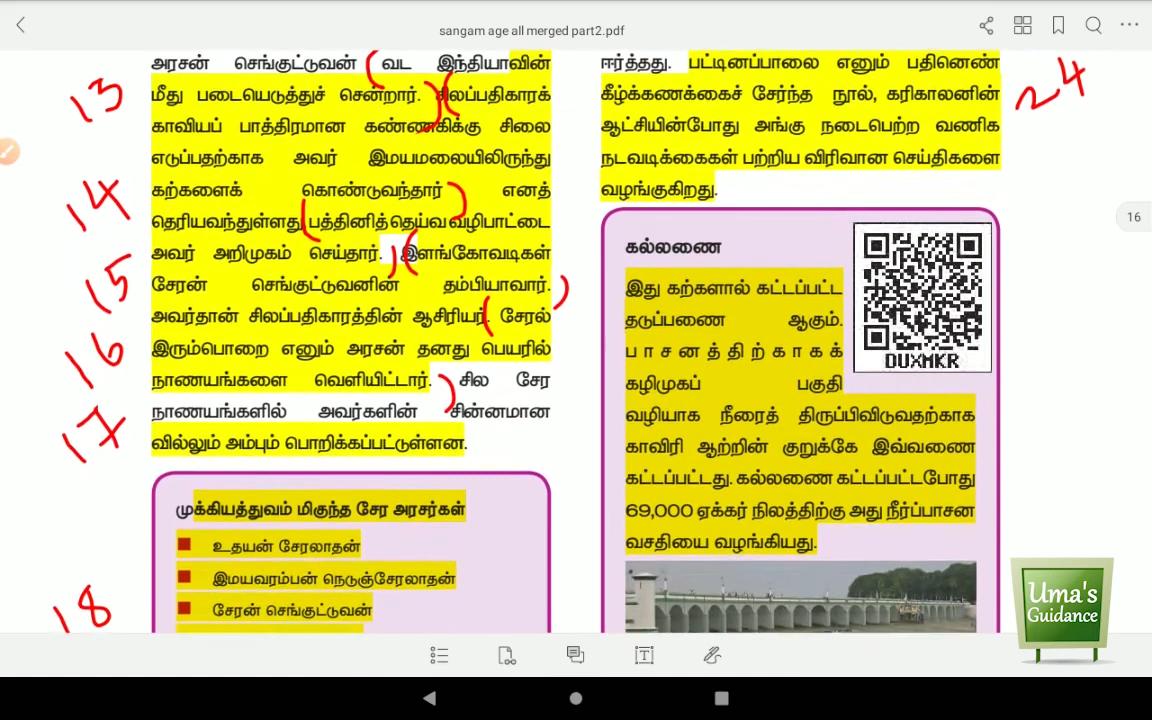 sangam age all merged part2.pdf
அரசன் செங்குட்டுவன் (வட இந்தியாவின்
13 மீது படையெடுத்துச் சென்றார். )(சிலப்பதிகாரக்
காவியப் பாத்திரமான கண்ணகிக்கு சிலை
எடுப்பதற்காக அவர் இமயமலையிலிருந்து
14 கற்களைக் கொண்டுவந்தார்) எனத்
தெரியவந்துள்ளது.(பத்தினித்தெய்வ வழிபாட்டை
அவர் அறிமுகம் செய்தார். )(இளங்கோவடிகள்
15 சேரன் செங்குட்டுவனின் தம்பியாவார். )
அவர்தான் சிலப்பதிகாரத்தின் ஆசிரியர்(. சேரல்
16 இரும்பொறை எனும் அரசன் தனது பெயரில்
நாணயங்களை வெளியிட்டார். ) சில சேர
நாணயங்களில் அவர்களின் சின்னமான
17 வில்லும் அம்பும் பொறிக்கப்பட்டுள்ளன.
முக்கியத்துவம் மிகுந்த சேர அரசர்கள்
உதயன் சேரலாதன்
இமயவரம்பன் நெடுஞ்சேரலாதன்
18 சேரன் செங்குட்டுவன்
ஈர்த்தது. பட்டினப்பாலை எனும் பதினெண்
கீழ்க்கணக்கைச் சேர்ந்த நூல், கரிகாலனின் 24
ஆட்சியின்போது அங்கு நடைபெற்ற வணிக
நடவடிக்கைகள் பற்றிய விரிவான செய்திகளை
வழங்குகிறது.
16
கல்லணை
இது கற்களால் கட்டப்பட்ட
தடுப்பணை ஆகும்.
பாசனத்திற்காகக்
கழிமுகப் பகுதி
வழியாக நீரைத் திருப்பிவிடுவதற்காக
காவிரி ஆற்றின் குறுக்கே இவ்வணை
கட்டப்பட்டது. கல்லணை கட்டப்பட்டபோது
69,000 ஏக்கர் நிலத்திற்கு அது நீர்ப்பாசன
வசதியை வழங்கியது.
DUXMKR
Uma's
Guidance